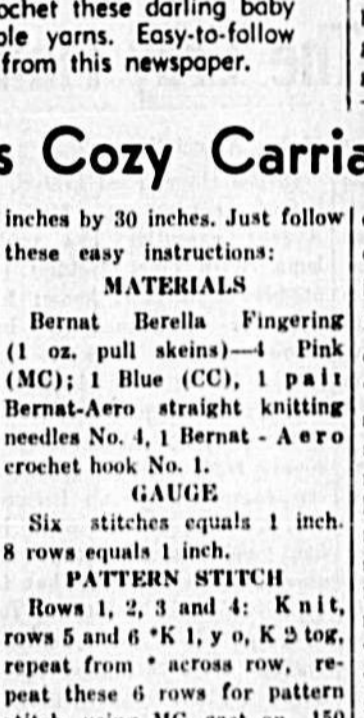 ochet these darling baby
ple yarns. Easy-to-follow
from this newspaper.
s Cozy Carria
inches by 30 inches. Just follow
these easy instructions:
MATERIALS
Bernat Berella Fingering
(1 oz. pull skeins)—4 Pink
(MC); 1 Blue (CC), 1 pair
Bernat-Aero straight knitting
needles No. 4, 1 Bernat - Aero
crochet hook No. 1.
GAUGE
Six stitches equals 1 inch.
8 rows equals 1 inch.
PATTERN STITCH
Rows 1, 2, 3 and 4: Knit,
rows 5 and 6 *K 1, y o, K 2 tog,
repeat from * across row, re-
peat these 6 rows for pattern